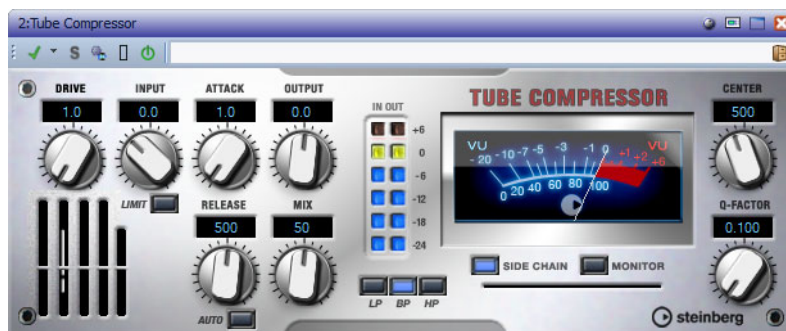 2:Tube Compressor
S
DRIVE INPUT ATTACK OUTPUT
1.0 0.0 1.0 0.0
IN OUT
+6
0
-6
-12
-18
-24
TUBE COMPRESSOR
VU VU
- 20 -10 -7 -5 -3 -1 0 +1 +2 +6
0 20 40 60 80 100
CENTER
500
LIMIT
RELEASE MIX
500 50
AUTO
LP BP HP
SIDE CHAIN MONITOR
Q-FACTOR
0.100
steinberg